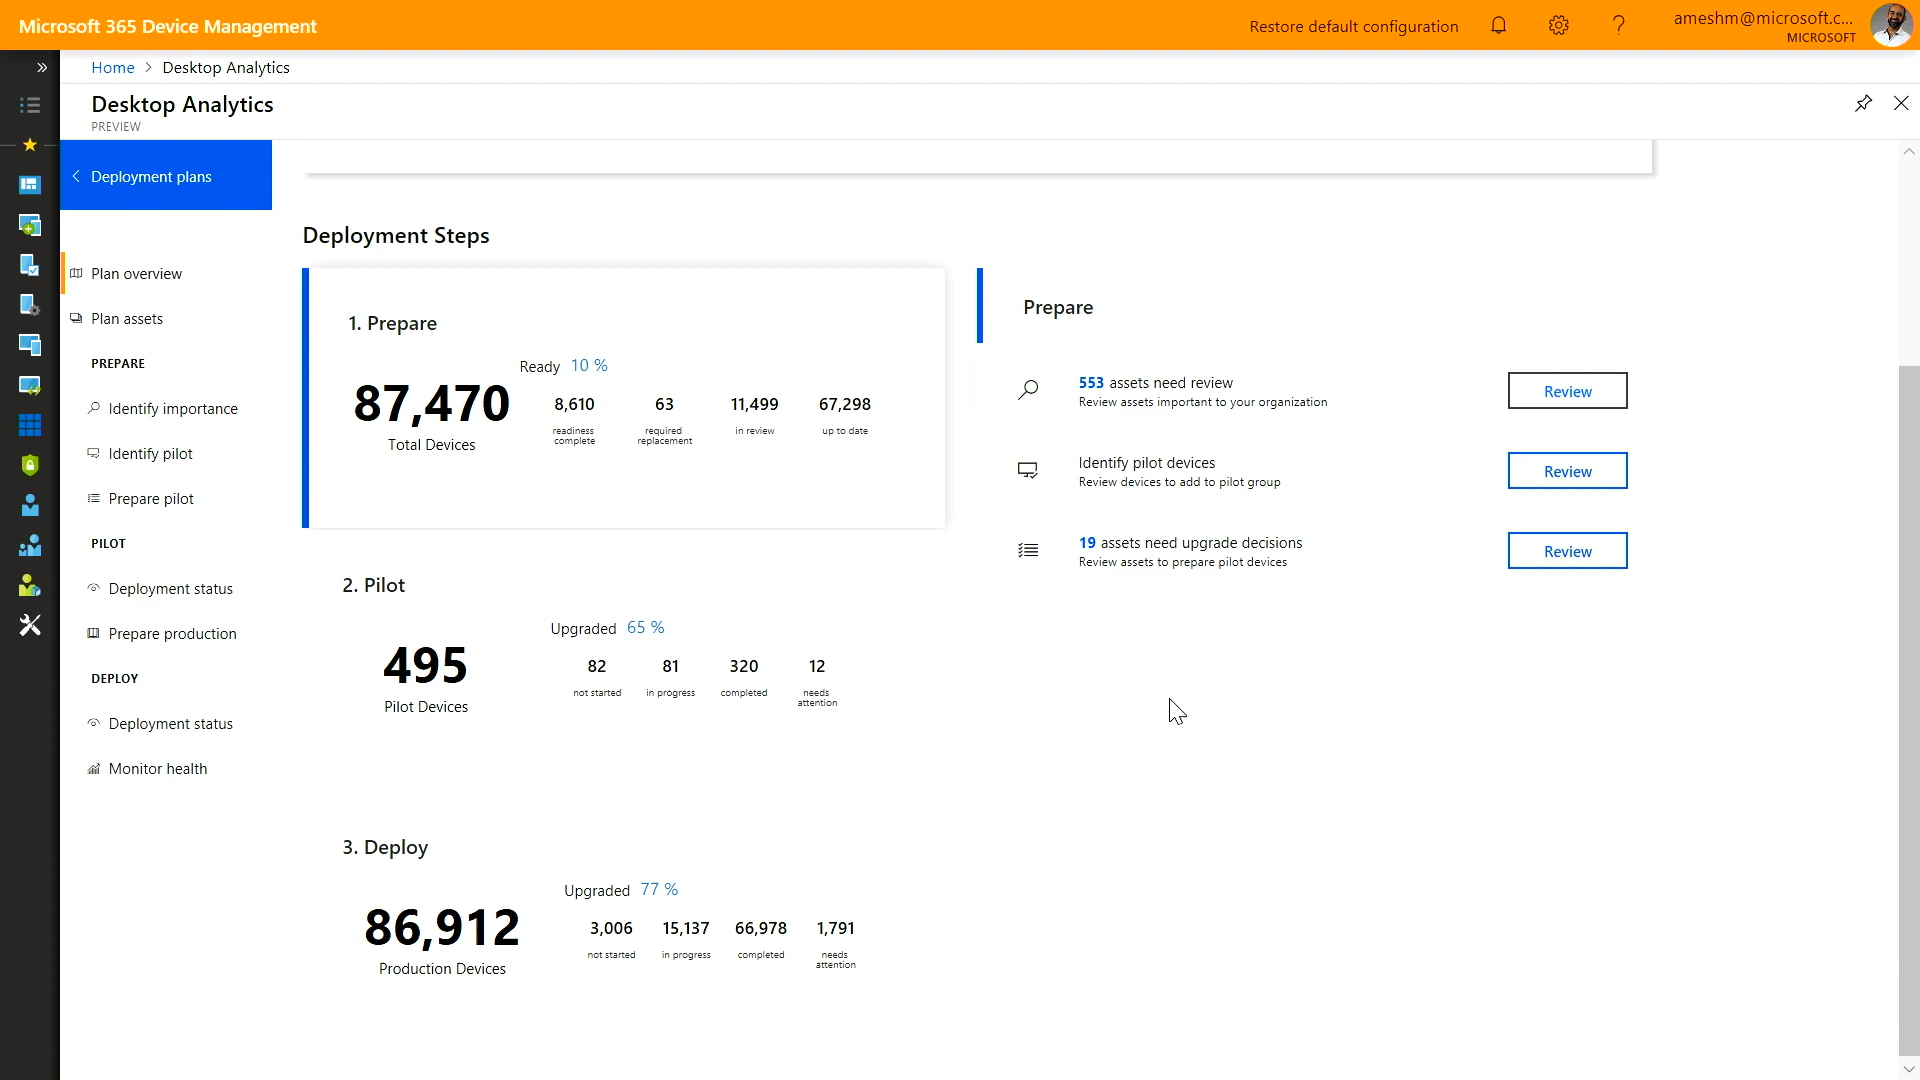 Microsoft 365 Device Management
Restore default configuration
ameshm@microsoft.c...
MICROSOFT
Home > Desktop Analytics
Desktop Analytics
PREVIEW
Deployment plans
Plan overview
Plan assets
PREPARE
Identify importance
Identify pilot
Prepare pilot
PILOT
Deployment status
Prepare production
DEPLOY
Deployment status
Monitor health
Deployment Steps
1. Prepare
87,470
Total Devices
Ready 10 %
8,610 63 11,499 67,298
readiness complete
required replacement
in review
up to date
2. Pilot
495
Pilot Devices
Upgraded 65 %
82 81 320 12
not started
in progress
completed
needs attention
3. Deploy
86,912
Production Devices
Upgraded 77 %
3,006 15,137 66,978 1,791
not started
in progress
completed
needs attention
Prepare
553 assets need review
Review assets important to your organization
Review
Identify pilot devices
Review devices to add to pilot group
Review
19 assets need upgrade decisions
Review assets to prepare pilot devices
Review